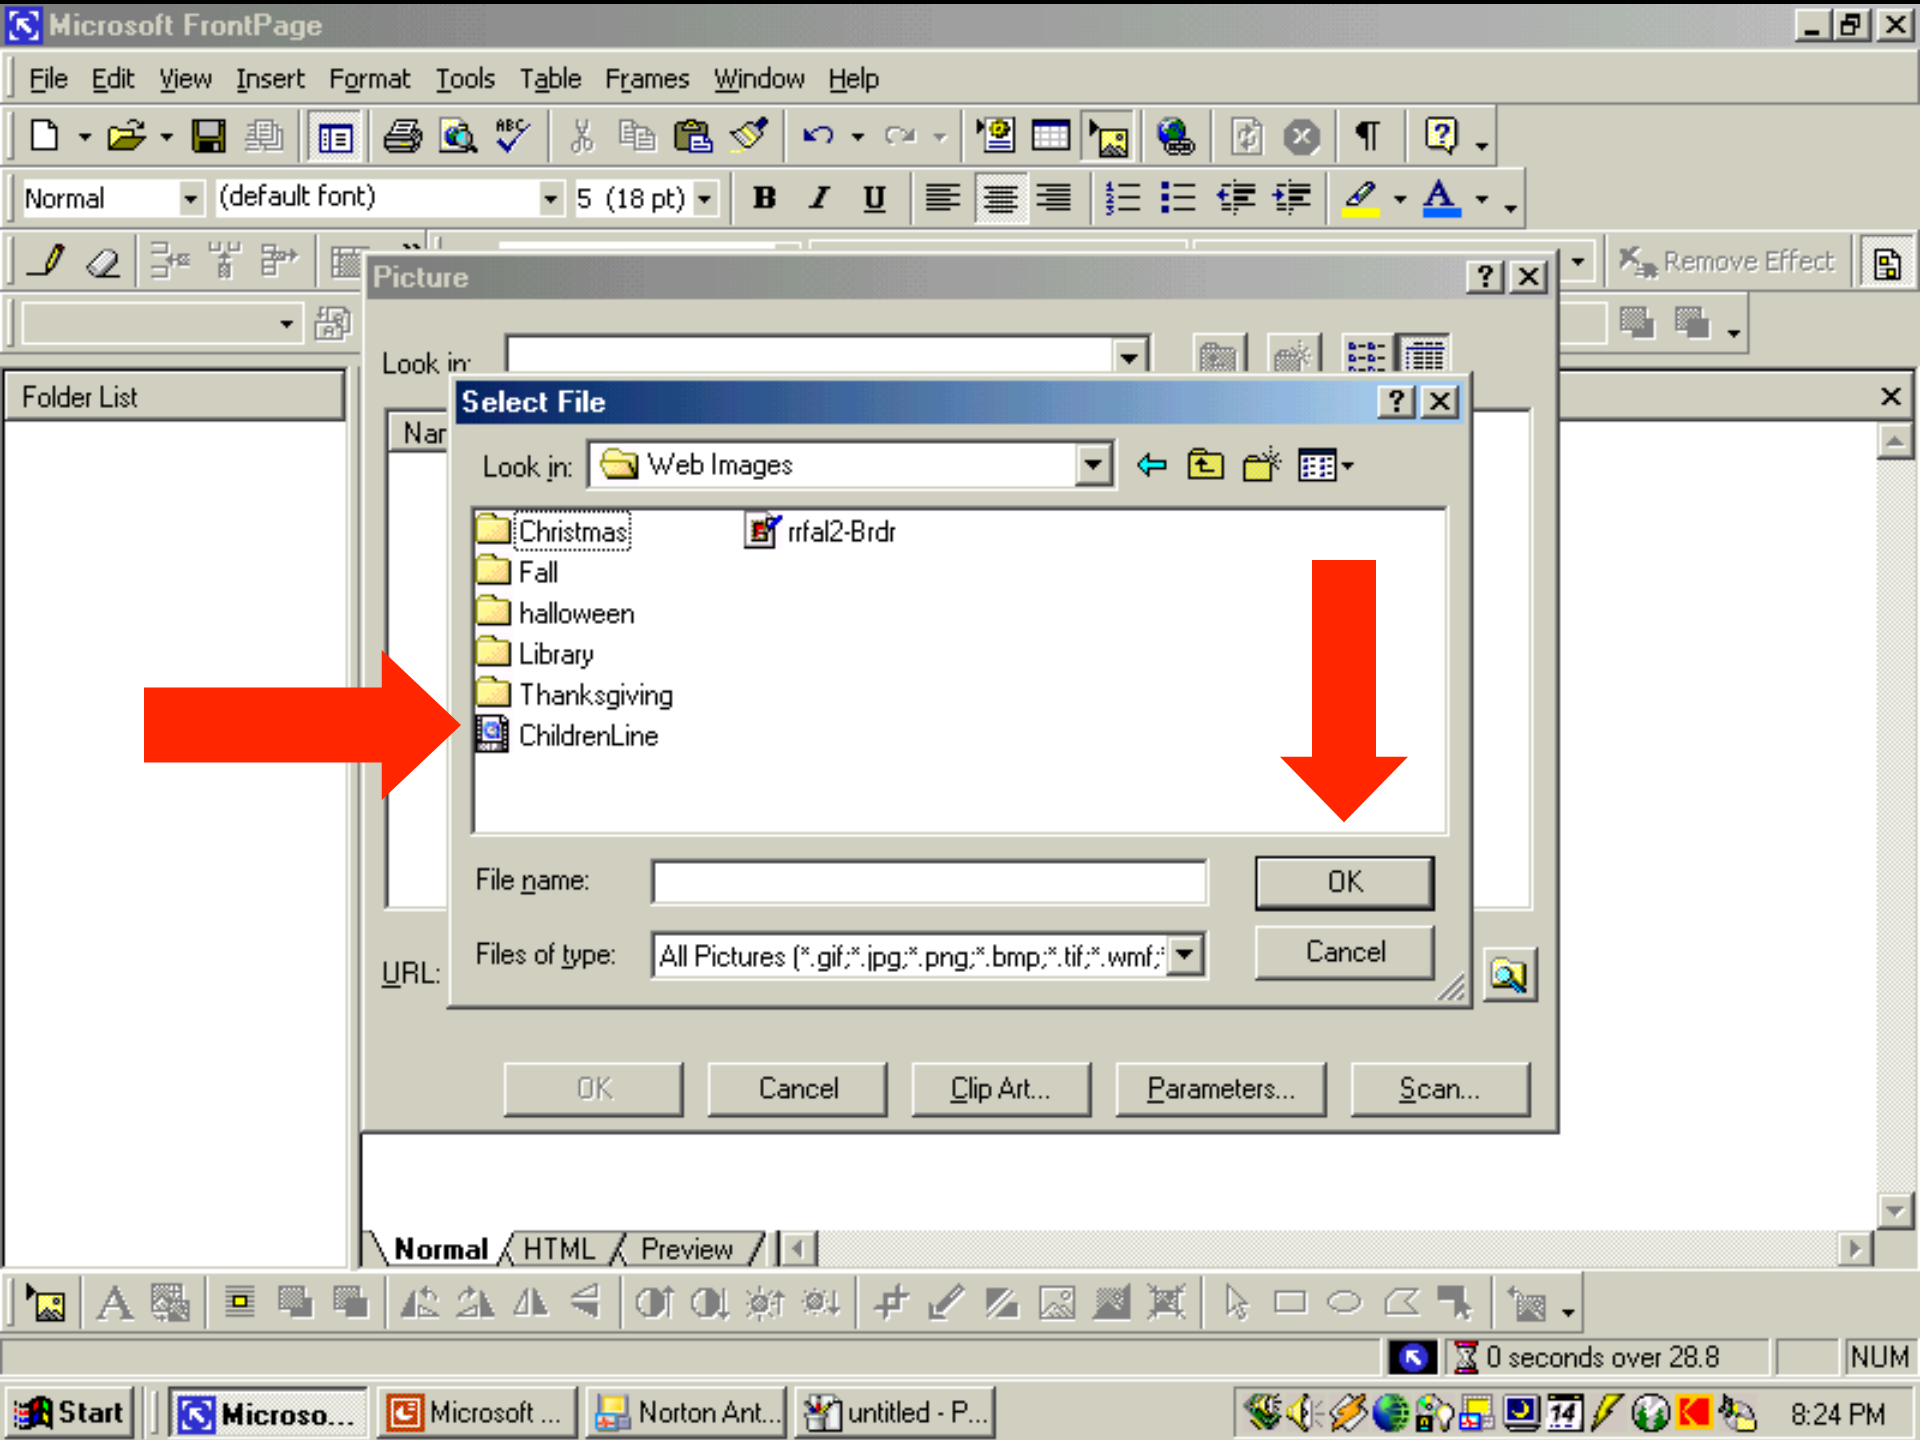 Microsoft FrontPage
File Edit View Insert Format Tools Table Frames Window Help
ABC
Normal (default font) 5 (18 pt) B I U A
Remove Effect
Picture
Look in:
Folder List
Select File
Look in: Web Images
Christmas rrfal2-Brdr
Fall
halloween
Library
Thanksgiving
ChildrenLine
File name: OK
Files of type: All Pictures (*.gif;*.jpg;*.png;*.bmp;*.tif;*.wmf;* Cancel
URL:
OK Cancel Clip Art... Parameters... Scan...
Normal HTML Preview
A
0 seconds over 28.8 NUM
Start Microso... Microsoft ... Norton Ant... untitled - P... 14 8:24 PM